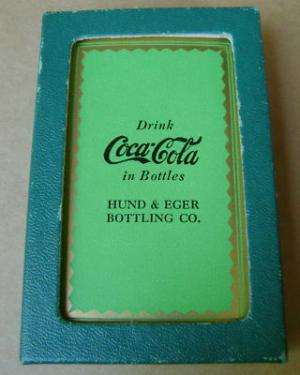 Drink
Coca-Cola
in Bottles
HUND & EGER
BOTTLING CO.